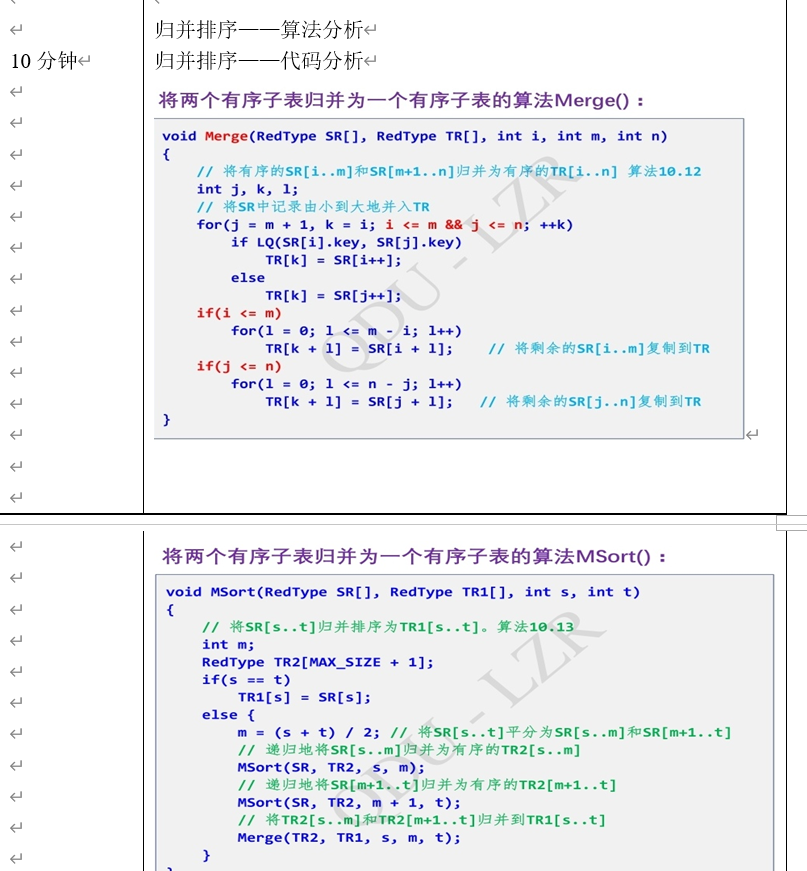 归并排序——算法分析
10 分钟
归并排序——代码分析
将两个有序子表归并为一个有序子表的算法Merge()：
void Merge(RedType SR[], RedType TR[], int i, int m, int n)
{
// 将有序的SR[i..m]和SR[m+1..n]归并为有序的TR[i..n] 算法10.12
int j, k, l;
// 将SR中记录由小到大地并入TR
for(j = m + 1, k = i; i <= m && j <= n; ++k)
if LQ(SR[i].key, SR[j].key)
TR[k] = SR[i++];
else
TR[k] = SR[j++];
if(i <= m)
for(l = 0; l <= m - i; l++)
TR[k + l] = SR[i + l]; // 将剩余的SR[i..m]复制到TR
if(j <= n)
for(l = 0; l <= n - j; l++)
TR[k + l] = SR[j + l]; // 将剩余的SR[j..n]复制到TR
}
QDU - LZR
将两个有序子表归并为一个有序子表的算法MSort()：
void MSort(RedType SR[], RedType TR1[], int s, int t)
{
// 将SR[s..t]归并排序为TR1[s..t]。算法10.13
int m;
RedType TR2[MAX_SIZE + 1];
if(s == t)
TR1[s] = SR[s];
else {
m = (s + t) / 2; // 将SR[s..t]平分为SR[s..m]和SR[m+1..t]
// 递归地将SR[s..m]归并为有序的TR2[s..m]
MSort(SR, TR2, s, m);
// 递归地将SR[m+1..t]归并为有序的TR2[m+1..t]
MSort(SR, TR2, m + 1, t);
// 将TR2[s..m]和TR2[m+1..t]归并到TR1[s..t]
Merge(TR2, TR1, s, m, t);
}
QDU - LZR